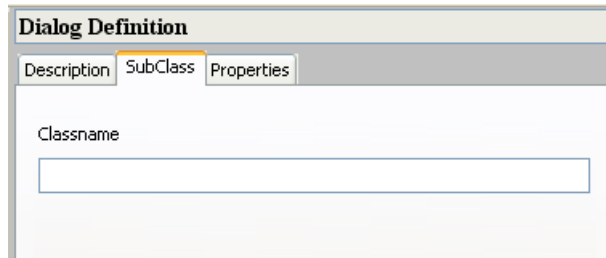 Dialog Definition
Description SubClass Properties
Classname